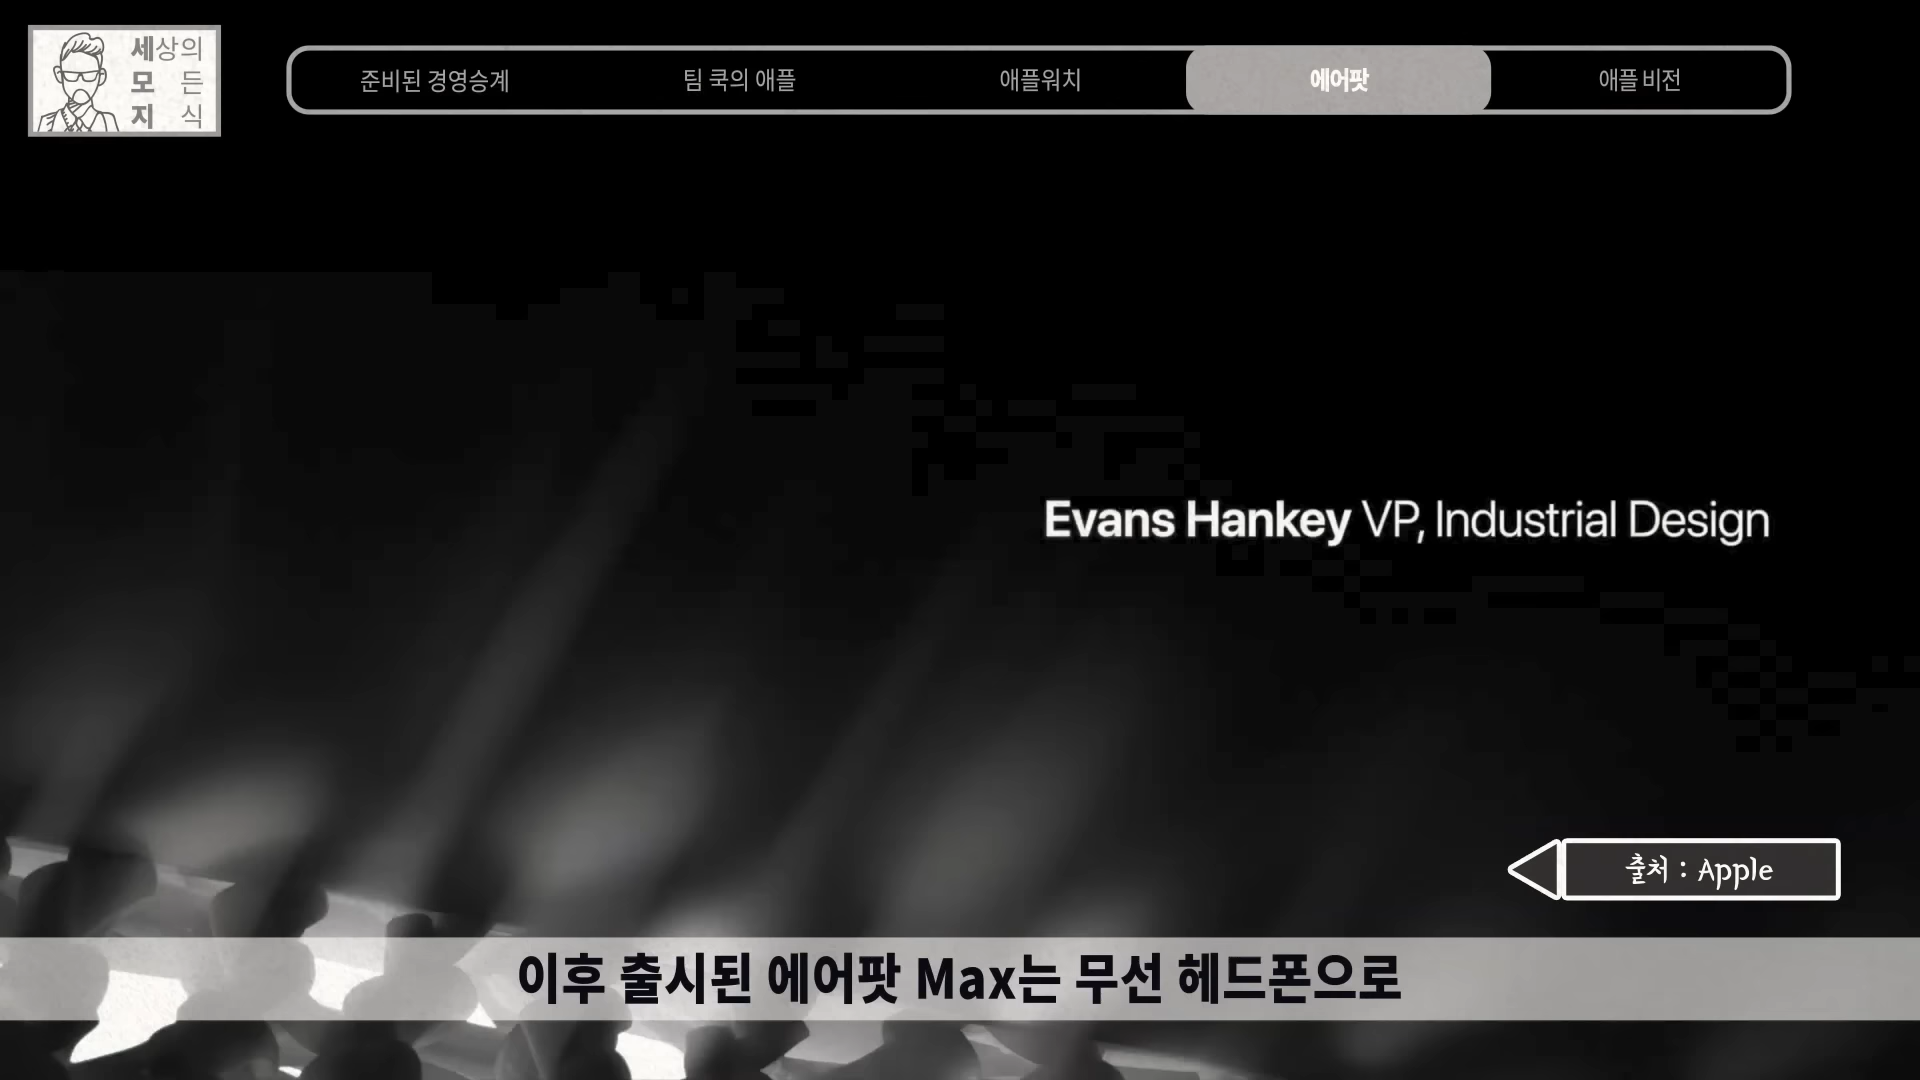 세상의
모든
지식
준비된 경영승계
팀 쿡의 애플
애플워치
에어팟
애플 비전
Evans Hankey VP, Industrial Design
출처 : Apple
이후 출시된 에어팟 Max는 무선 헤드폰으로